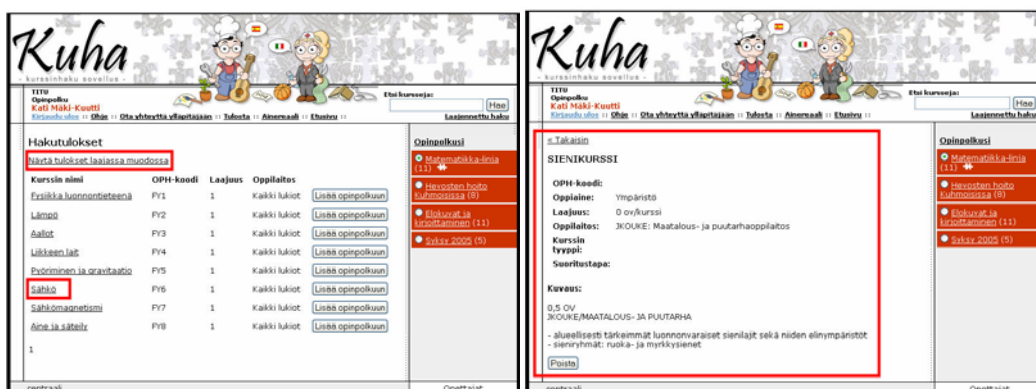 Kuha
- kurssinhaku sovellus -
TITU
Opinpolku
Kati Mäki-Kuutti
Kirjaudu ulos :: Ohje :: Ota yhteyttä ylläpitäjään :: Tulosta :: Ainereaali :: Etusivu ::
Etsi kursseja:
Hae
Laajennettu haku
Hakutulokset
Näytä tulokset laajassa muodossa
Kurssin nimi OPH-koodi Laajuus Oppilaitos
Fysiikka luonnontieteenä FY1 1 Kaikki lukiot Lisää opinpolkuun
Lämpö FY2 1 Kaikki lukiot Lisää opinpolkuun
Aallot FY3 1 Kaikki lukiot Lisää opinpolkuun
Liikkeen lait FY4 1 Kaikki lukiot Lisää opinpolkuun
Pyöriminen ja gravitaatio FY5 1 Kaikki lukiot Lisää opinpolkuun
Sähkö FY6 1 Kaikki lukiot Lisää opinpolkuun
Sähkömagnetismi FY7 1 Kaikki lukiot Lisää opinpolkuun
Aine ja säteily FY8 1 Kaikki lukiot Lisää opinpolkuun
1
Opinpolkusi
Matematiikka-linja
(11)
Hevosten hoito
Kuhmoisissa (8)
Elokuvat ja
kirjoittaminen (11)
Syksy 2005 (5)
sentraali
Opettajat
Kuha
- kurssinhaku sovellus -
TITU
Opinpolku
Kati Mäki-Kuutti
Kirjaudu ulos :: Ohje :: Ota yhteyttä ylläpitäjään :: Tulosta :: Ainereaali :: Etusivu ::
Etsi kursseja:
Hae
Laajennettu haku
< Takaisin
SIENIKURSSI
OPH-koodi:
Oppiaine: Ympäristö
Laajuus: 0 ov/kurssi
Oppilaitos: JKOUKE: Maatalous- ja puutarhaoppilaitos
Kurssin
tyyppi:
Suoritustapa:
Kuvaus:
0,5 OV
JKOUKE/MAATALOUS- JA PUUTARHA
- alueellisesti tärkeimmät luonnonvaraiset sienilajit sekä niiden elinympäristöt
- sieniryhmät: ruoka- ja myrkkysienet
Poista
Opinpolkusi
Matematiikka-linja
(11)
Hevosten hoito
Kuhmoisissa (8)
Elokuvat ja
kirjoittaminen (11)
Syksy 2005 (5)
sentraali
Opettajat